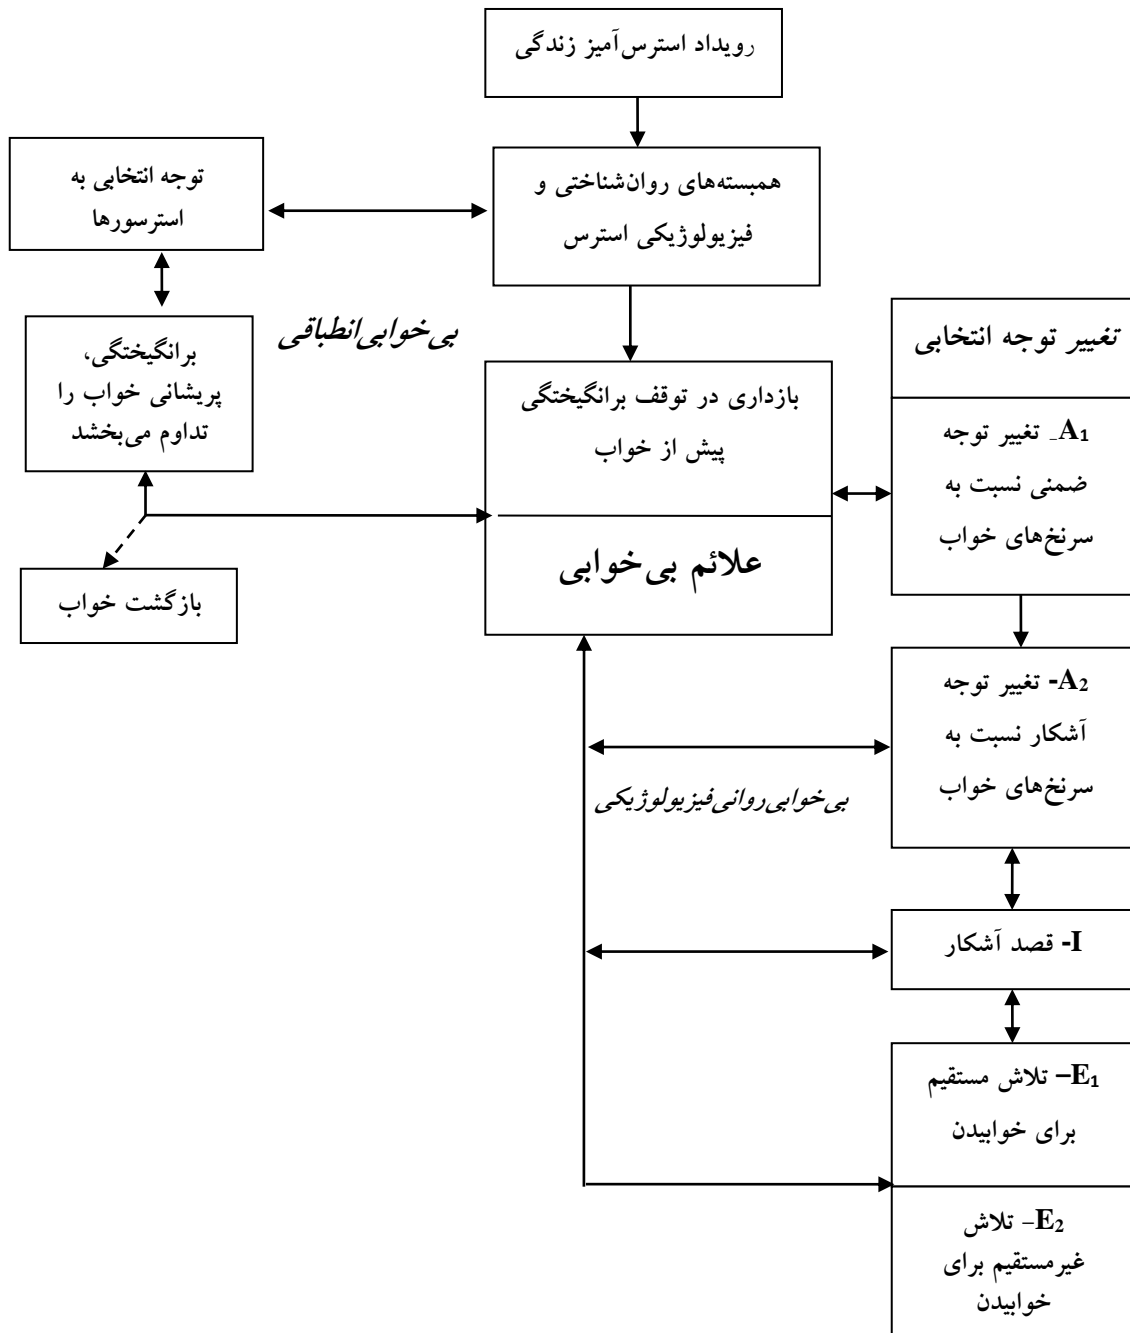 رویداد استرس‌آمیز زندگی
همبسته‌های روان‌شناختی و
فیزیولوژیکی استرس
توجه انتخابی به
استرسورها
برانگیختگی،
پریشانی خواب را
تداوم می‌بخشد
بی‌خوابی انطباقی
بازداری در توقف برانگیختگی
پیش از خواب
علائم بی‌خوابی
بازگشت خواب
تغییر توجه انتخابی
A1- تغییر توجه
ضمنی نسبت به
سرنخ‌های خواب
A2- تغییر توجه
آشکار نسبت به
سرنخ‌های خواب
بی‌خوابی روانی فیزیولوژیکی
I- قصد آشکار
E1– تلاش مستقیم
برای خوابیدن
E2– تلاش
غیرمستقیم برای
خوابیدن